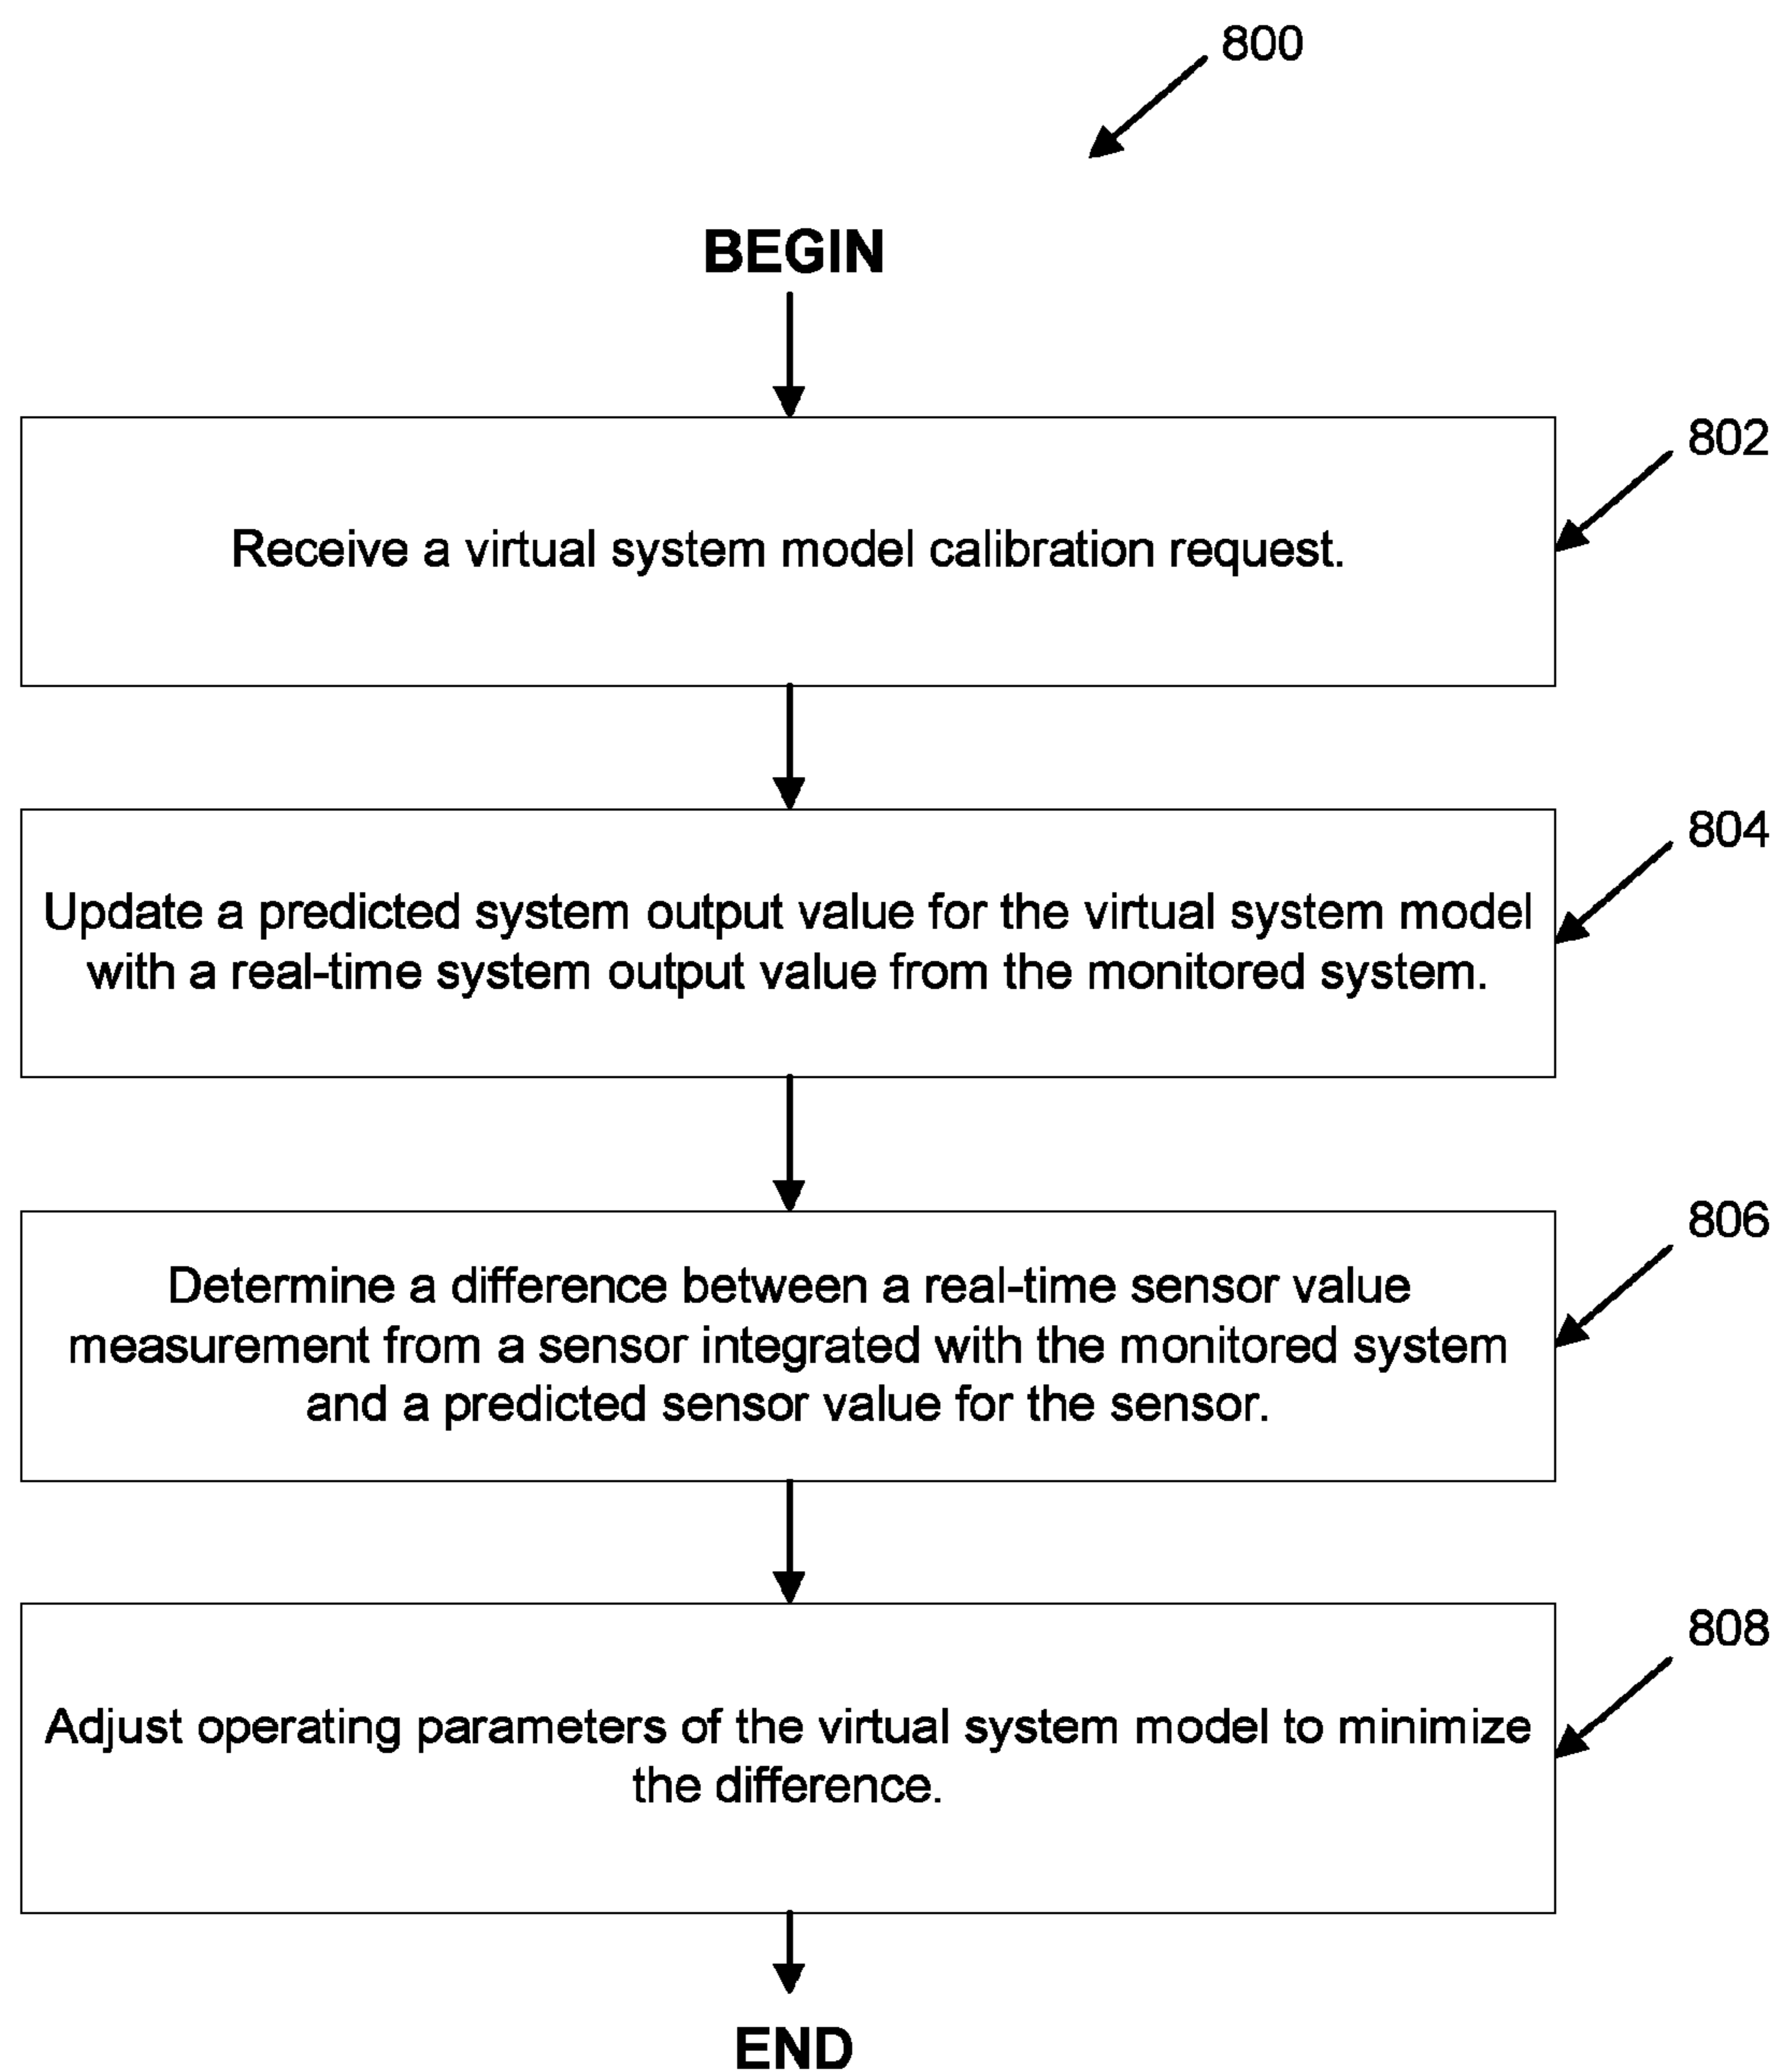 800
BEGIN
802
Receive a virtual system model calibration request.
804
Update a predicted system output value for the virtual system model
with a real-time system output value from the monitored system.
806
Determine a difference between a real-time sensor value
measurement from a sensor integrated with the monitored system
and a predicted sensor value for the sensor.
808
Adjust operating parameters of the virtual system model to minimize
the difference.
END